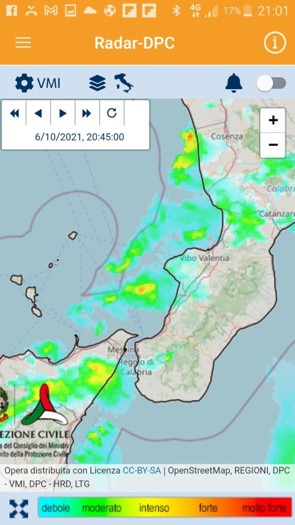 4G
17%
21:01
Radar-DPC
VMI
6/10/2021, 20:45:00
+
−
Cosenza
Catanzaro
Vibo Valentia
Reggio di
Calabria
EZIONE CIVILE
del Consiglio dei Ministri
nto della Protezione Civile
Opera distribuita con Licenza CC-BY-SA | OpenStreetMap, REGIONI, DPC
- VMI, DPC - HRD, LTG
debole moderato intenso forte molto forte